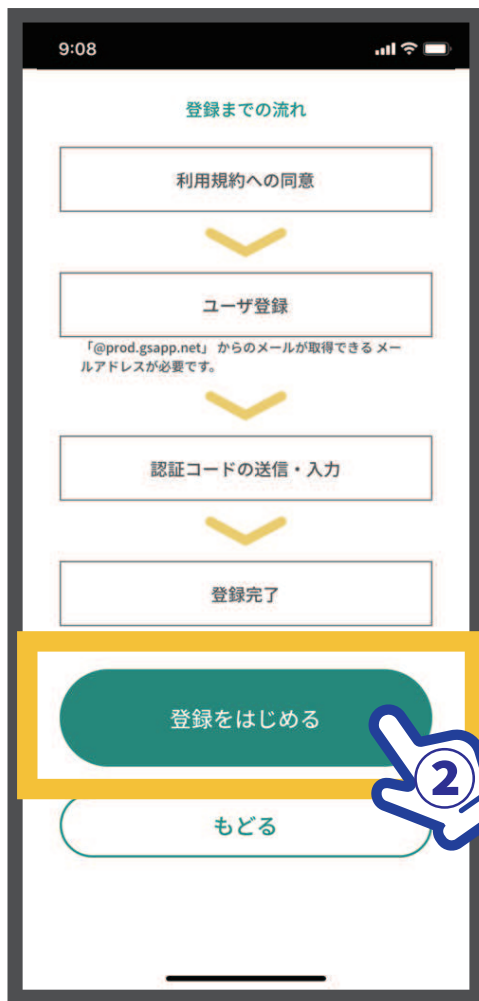 9:08
登録までの流れ
利用規約への同意
ユーザ登録
「@prod.gsapp.net」 からのメールが取得できる メー
ルアドレスが必要です。
認証コードの送信・入力
登録完了
登録をはじめる
②
もどる